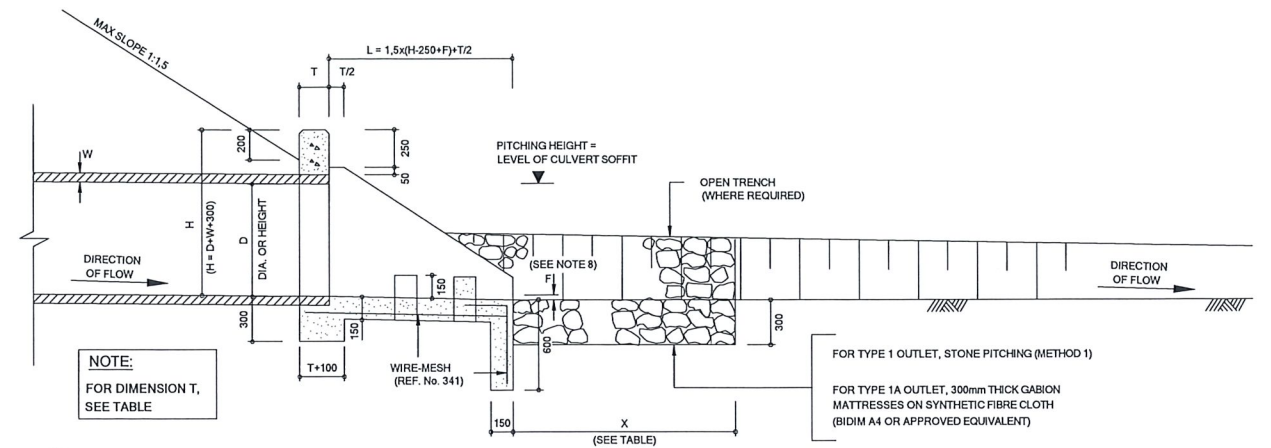 MAX SLOPE 1:1,5
L = 1,5x(H-250+F)+T/2
T
T/2
200
250
50
W
H
(H = D+W+300)
D
DIA. OR HEIGHT
PITCHING HEIGHT =
LEVEL OF CULVERT SOFFIT
OPEN TRENCH
(WHERE REQUIRED)
DIRECTION
OF FLOW
(SEE NOTE 8)
F
150
DIRECTION
OF FLOW
300
150
600
300
T+100
WIRE-MESH
(REF. No. 341)
150
X
(SEE TABLE)
NOTE:
FOR DIMENSION T,
SEE TABLE
FOR TYPE 1 OUTLET, STONE PITCHING (METHOD 1)
FOR TYPE 1A OUTLET, 300mm THICK GABION
MATTRESSES ON SYNTHETIC FIBRE CLOTH
(BIDIM A4 OR APPROVED EQUIVALENT)